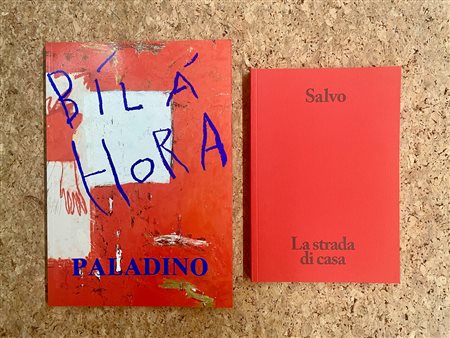 BÍLÁ
HORA
PALADINO
Salvo
La strada
di casa